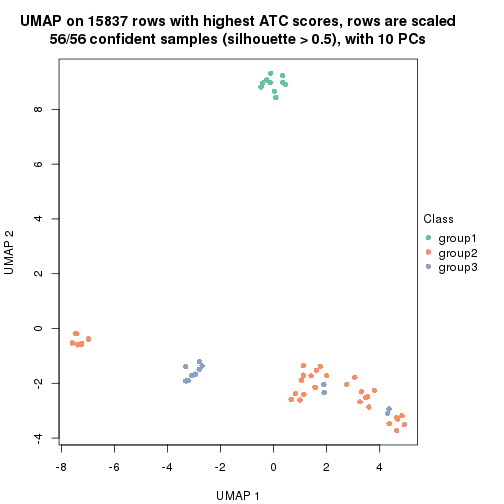 UMAP on 15837 rows with highest ATC scores, rows are scaled
56/56 confident samples (silhouette > 0.5), with 10 PCs
8
6
4
2
0
-2
-4
UMAP 2
-8
-6
-4
-2
0
2
4
UMAP 1
Class
group1
group2
group3